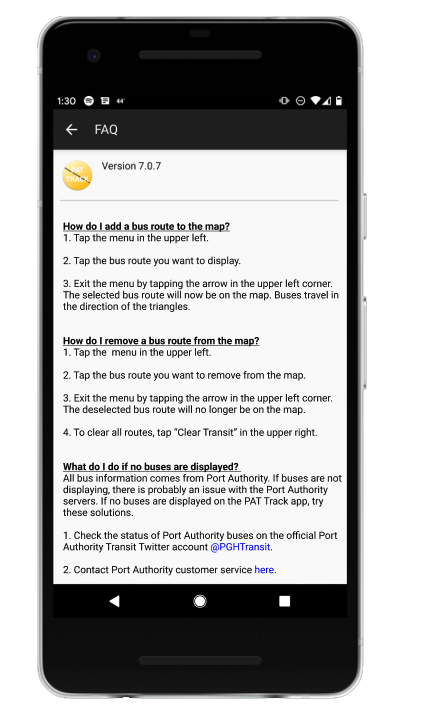 1:30 44°
FAQ
PAT
TRACK
Version 7.0.7
How do I add a bus route to the map?
1. Tap the menu in the upper left.
2. Tap the bus route you want to display.
3. Exit the menu by tapping the arrow in the upper left corner.
The selected bus route will now be on the map. Buses travel in
the direction of the triangles.
How do I remove a bus route from the map?
1. Tap the  menu in the upper left.
2. Tap the bus route you want to remove from the map.
3. Exit the menu by tapping the arrow in the upper left corner.
The deselected bus route will no longer be on the map.
4. To clear all routes, tap “Clear Transit” in the upper right.
What do I do if no buses are displayed?
All bus information comes from Port Authority. If buses are not
displaying, there is probably an issue with the Port Authority
servers. If no buses are displayed on the PAT Track app, try
these solutions.
1. Check the status of Port Authority buses on the official Port
Authority Transit Twitter account @PGHTransit.
2. Contact Port Authority customer service here.